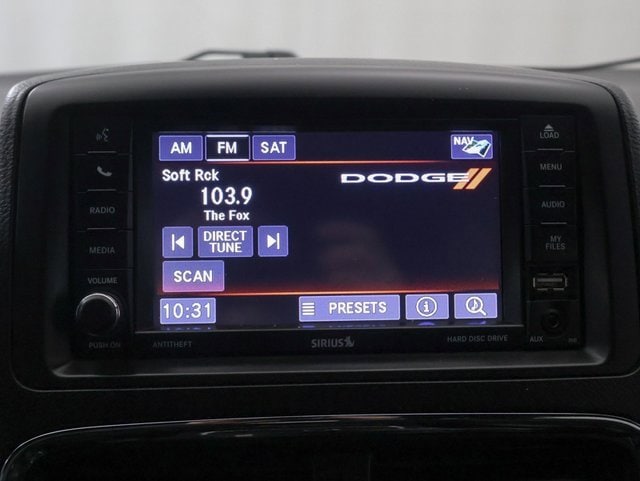 AM FM SAT NAV
Soft Rck
103.9
The Fox
DODGE
DIRECT
TUNE
SCAN
10:31 PRESETS
RADIO
MEDIA
VOLUME
PUSH ON
LOAD
MENU
AUDIO
MY
FILES
AUX
ANTITHEFT SIRIUS HARD DISC DRIVE